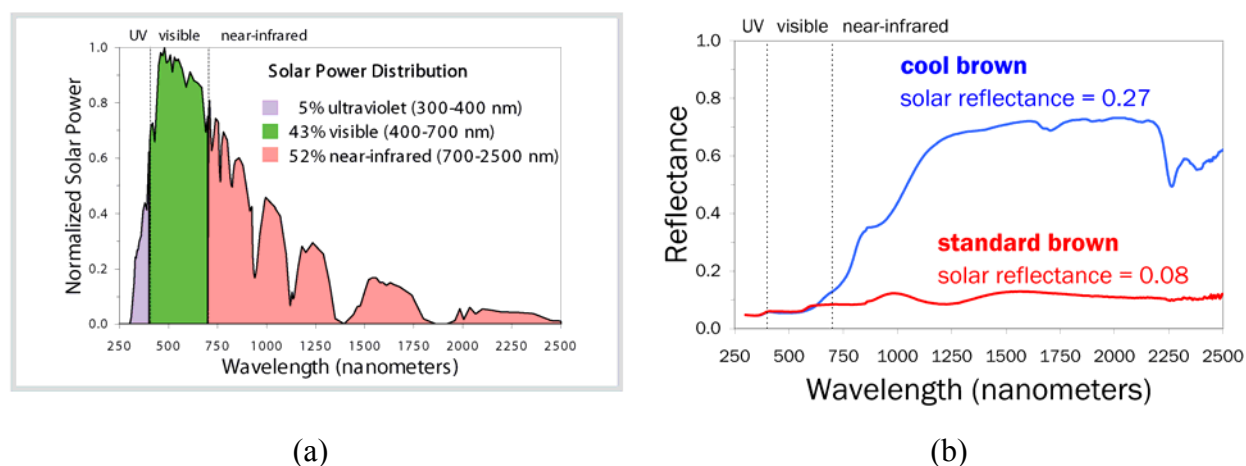 UV visible near-infrared
1.0
0.8
0.6
0.4
0.2
0.0
Normalized Solar Power
Solar Power Distribution
5% ultraviolet (300-400 nm)
43% visible (400-700 nm)
52% near-infrared (700-2500 nm)
250 500 750 1000 1250 1500 1750 2000 2250 2500
Wavelength (nanometers)
(a)
UV visible near-infrared
1.0
0.8
0.6
0.4
0.2
0.0
Reflectance
cool brown
solar reflectance = 0.27
standard brown
solar reflectance = 0.08
250 500 750 1000 1250 1500 1750 2000 2250 2500
Wavelength (nanometers)
(b)